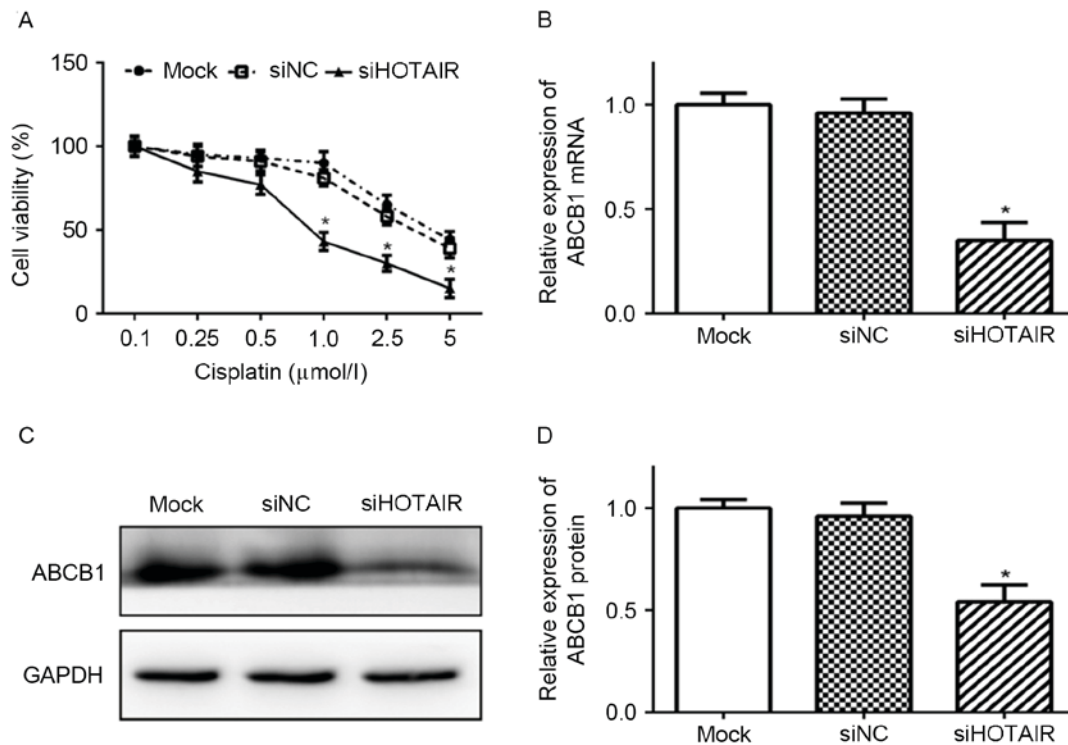 A
150
100
50
0
Mock siNC siHOTAIR
Cell viability (%)
*
*
*
0.1 0.25 0.5 1.0 2.5 5
Cisplatin (μmol/l)
B
Relative expression of
ABCB1 mRNA
1.0
0.5
0.0
*
Mock siNC siHOTAIR
C
Mock siNC siHOTAIR
ABCB1
GAPDH
D
Relative expression of
ABCB1 protein
1.0
0.5
0.0
*
Mock siNC siHOTAIR